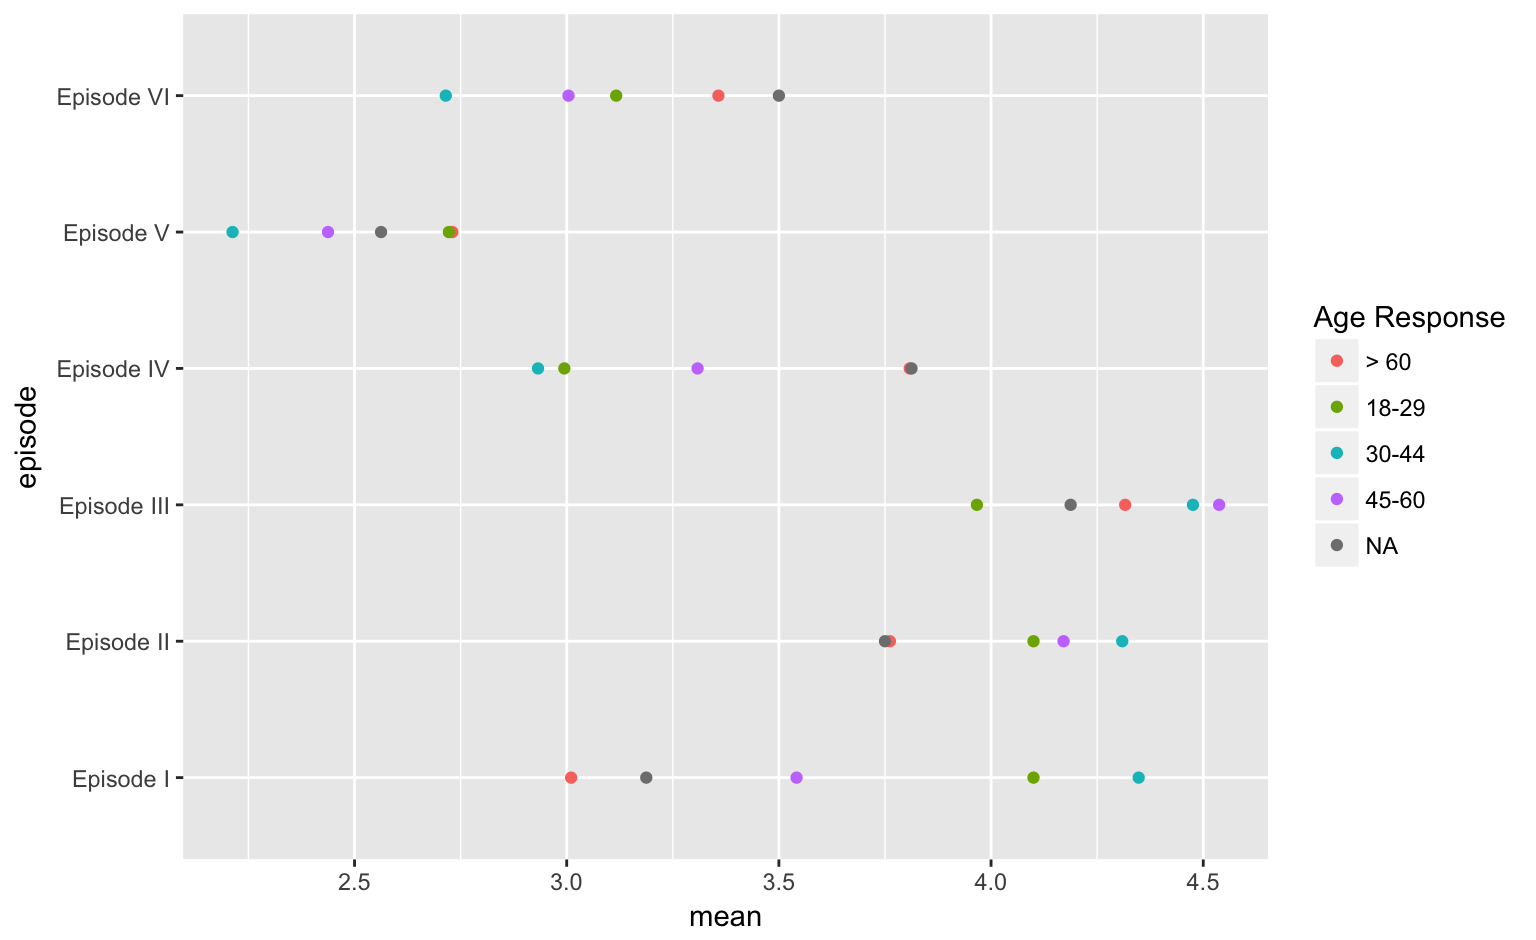 Episode VI
Episode V
Episode IV
Episode III
Episode II
Episode I
episode
2.5
3.0
3.5
4.0
4.5
mean
Age Response
> 60
18-29
30-44
45-60
NA